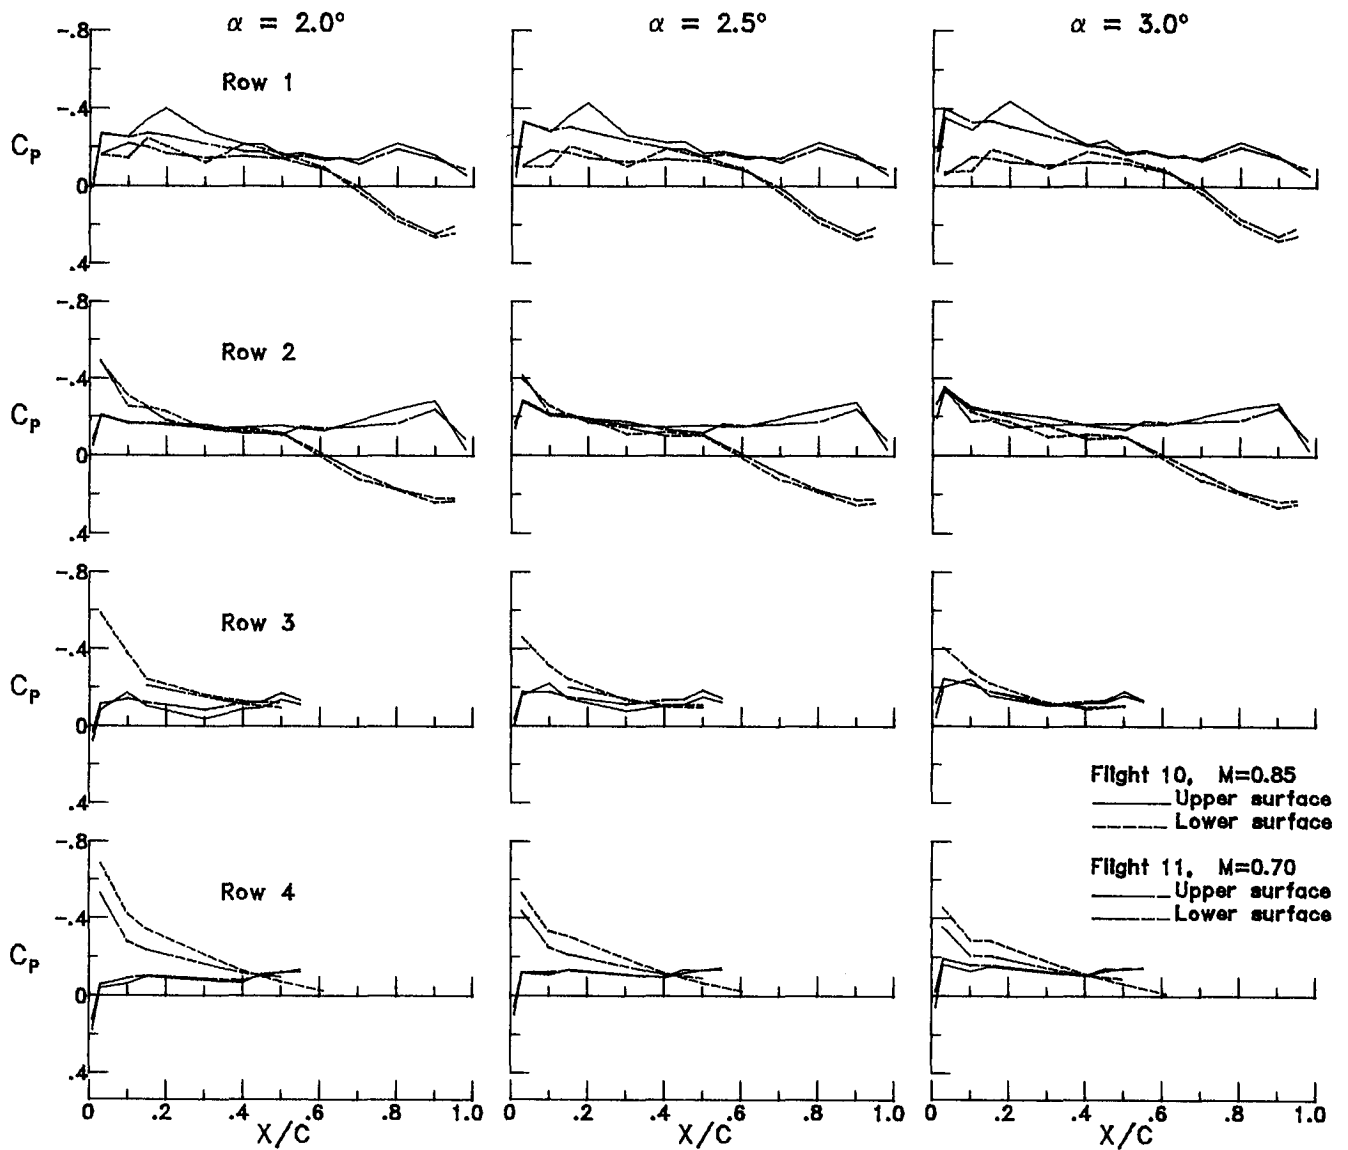 α = 2.0° α = 2.5° α = 3.0°
-.8
Row 1
-.4
Cp
0
.4
-.8
Row 2
-.4
Cp
0
.4
-.8
Row 3
-.4
Cp
0
.4
Flight 10, M=0.85
Upper surface
Lower surface
-.8
Flight 11, M=0.70
Row 4
Upper surface
-.4
Lower surface
Cp
0
.4
0 .2 .4 .6 .8 1.0 0 .2 .4 .6 .8 1.0 0 .2 .4 .6 .8 1.0
X/C X/C X/C